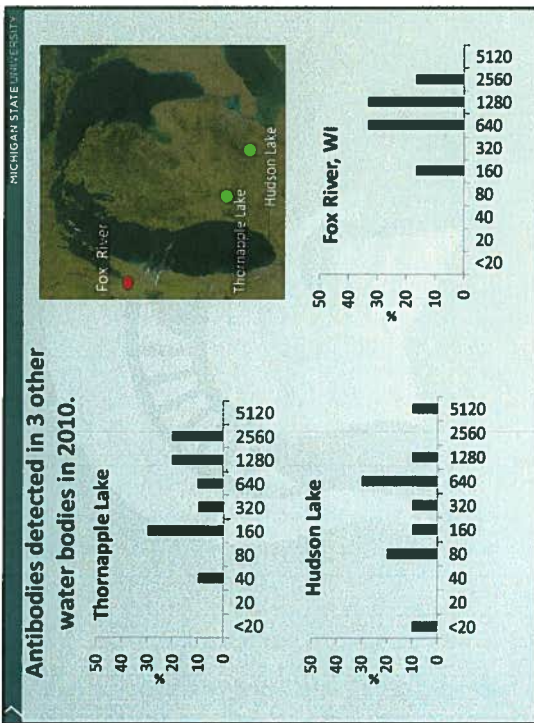 MICHIGAN STATE UNIVERSITY
Antibodies detected in 3 other
water bodies in 2010.
Thornapple Lake
50
40
30
20
10
0
%
<20 20 40 80 160 320 640 1280 2560 5120
Fox River
Thornapple Lake
Hudson Lake
Hudson Lake
50
40
30
20
10
0
%
<20 20 40 80 160 320 640 1280 2560 5120
Fox River, WI
50
40
30
20
10
0
%
<20 20 40 80 160 320 640 1280 2560 5120